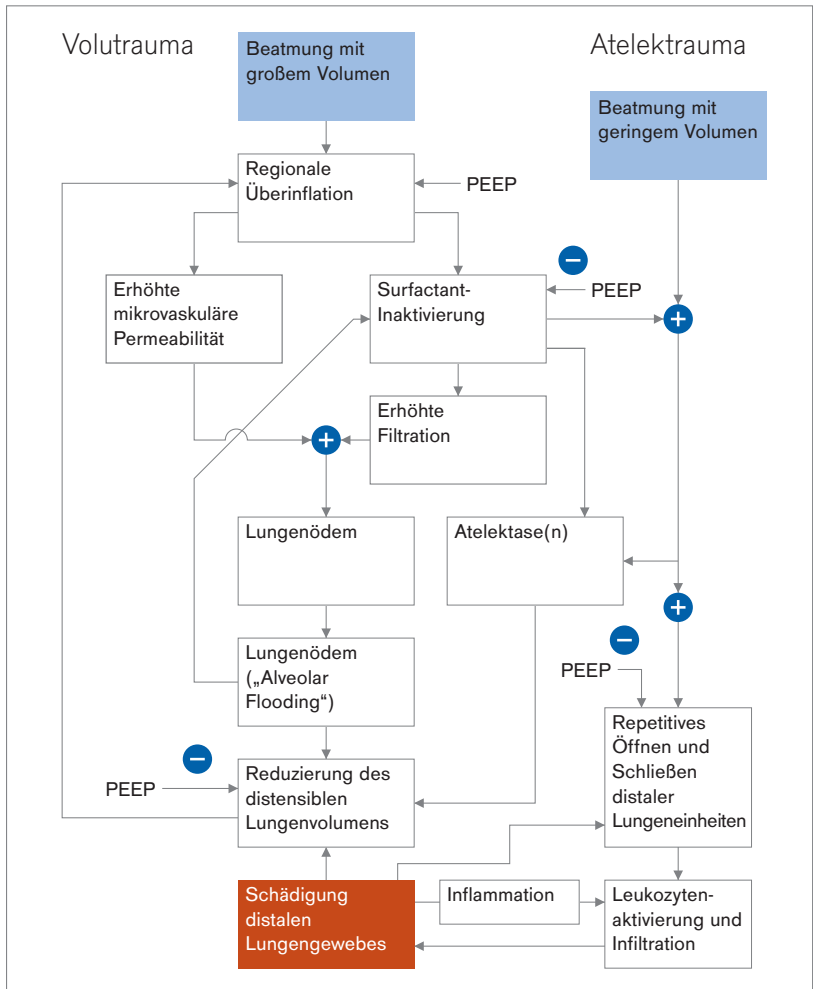 Volutrauma
Atelektrauma
Beatmung mit
großem Volumen
Beatmung mit
geringem Volumen
Regionale
Überinflation
PEEP
Erhöhte
mikrovaskuläre
Permeabilität
Surfactant-
Inaktivierung
−
PEEP
+
Erhöhte
Filtration
+
Lungenödem
Atelektase(n)
+
Lungenödem
(„Alveolar
Flooding“)
−
PEEP
Repetitives
Öffnen und
Schließen
distaler
Lungeneinheiten
−
PEEP
Reduzierung des
distensiblen
Lungenvolumens
Schädigung
distalen
Lungengewebes
Inflammation
Leukozyten-
aktivierung und
Infiltration